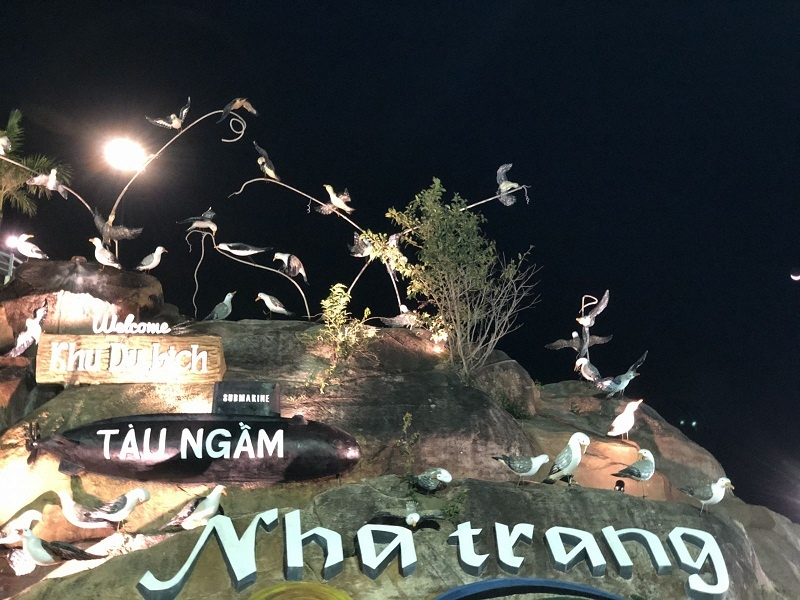 Welcome
Khu Du lịch
SUBMARINE
TÀU NGẦM
Nha trang